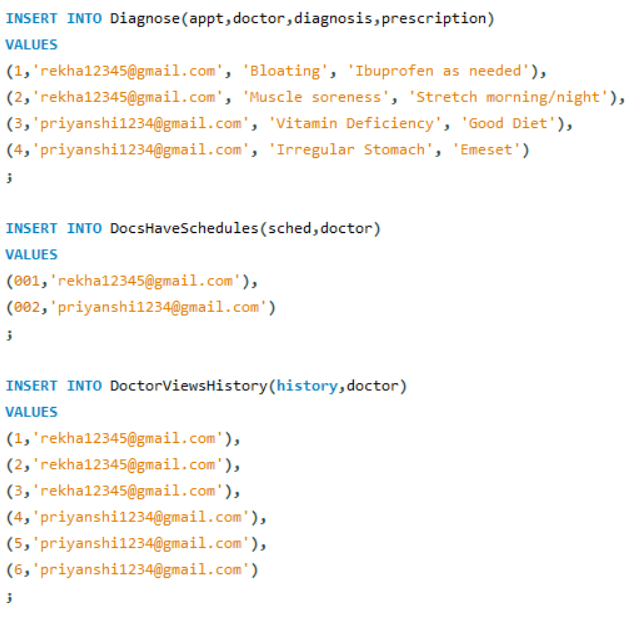 INSERT INTO Diagnose(appt,doctor,diagnosis,prescription)
VALUES
(1,'rekha12345@gmail.com', 'Bloating', 'Ibuprofen as needed'),
(2,'rekha12345@gmail.com', 'Muscle soreness', 'Stretch morning/night'),
(3,'priyanshi1234@gmail.com', 'Vitamin Deficiency', 'Good Diet'),
(4,'priyanshi1234@gmail.com', 'Irregular Stomach', 'Emeset')
;
INSERT INTO DocsHaveSchedules(sched,doctor)
VALUES
(001,'rekha12345@gmail.com'),
(002,'priyanshi1234@gmail.com')
;
INSERT INTO DoctorViewsHistory(history,doctor)
VALUES
(1,'rekha12345@gmail.com'),
(2,'rekha12345@gmail.com'),
(3,'rekha12345@gmail.com'),
(4,'priyanshi1234@gmail.com'),
(5,'priyanshi1234@gmail.com'),
(6,'priyanshi1234@gmail.com')
;